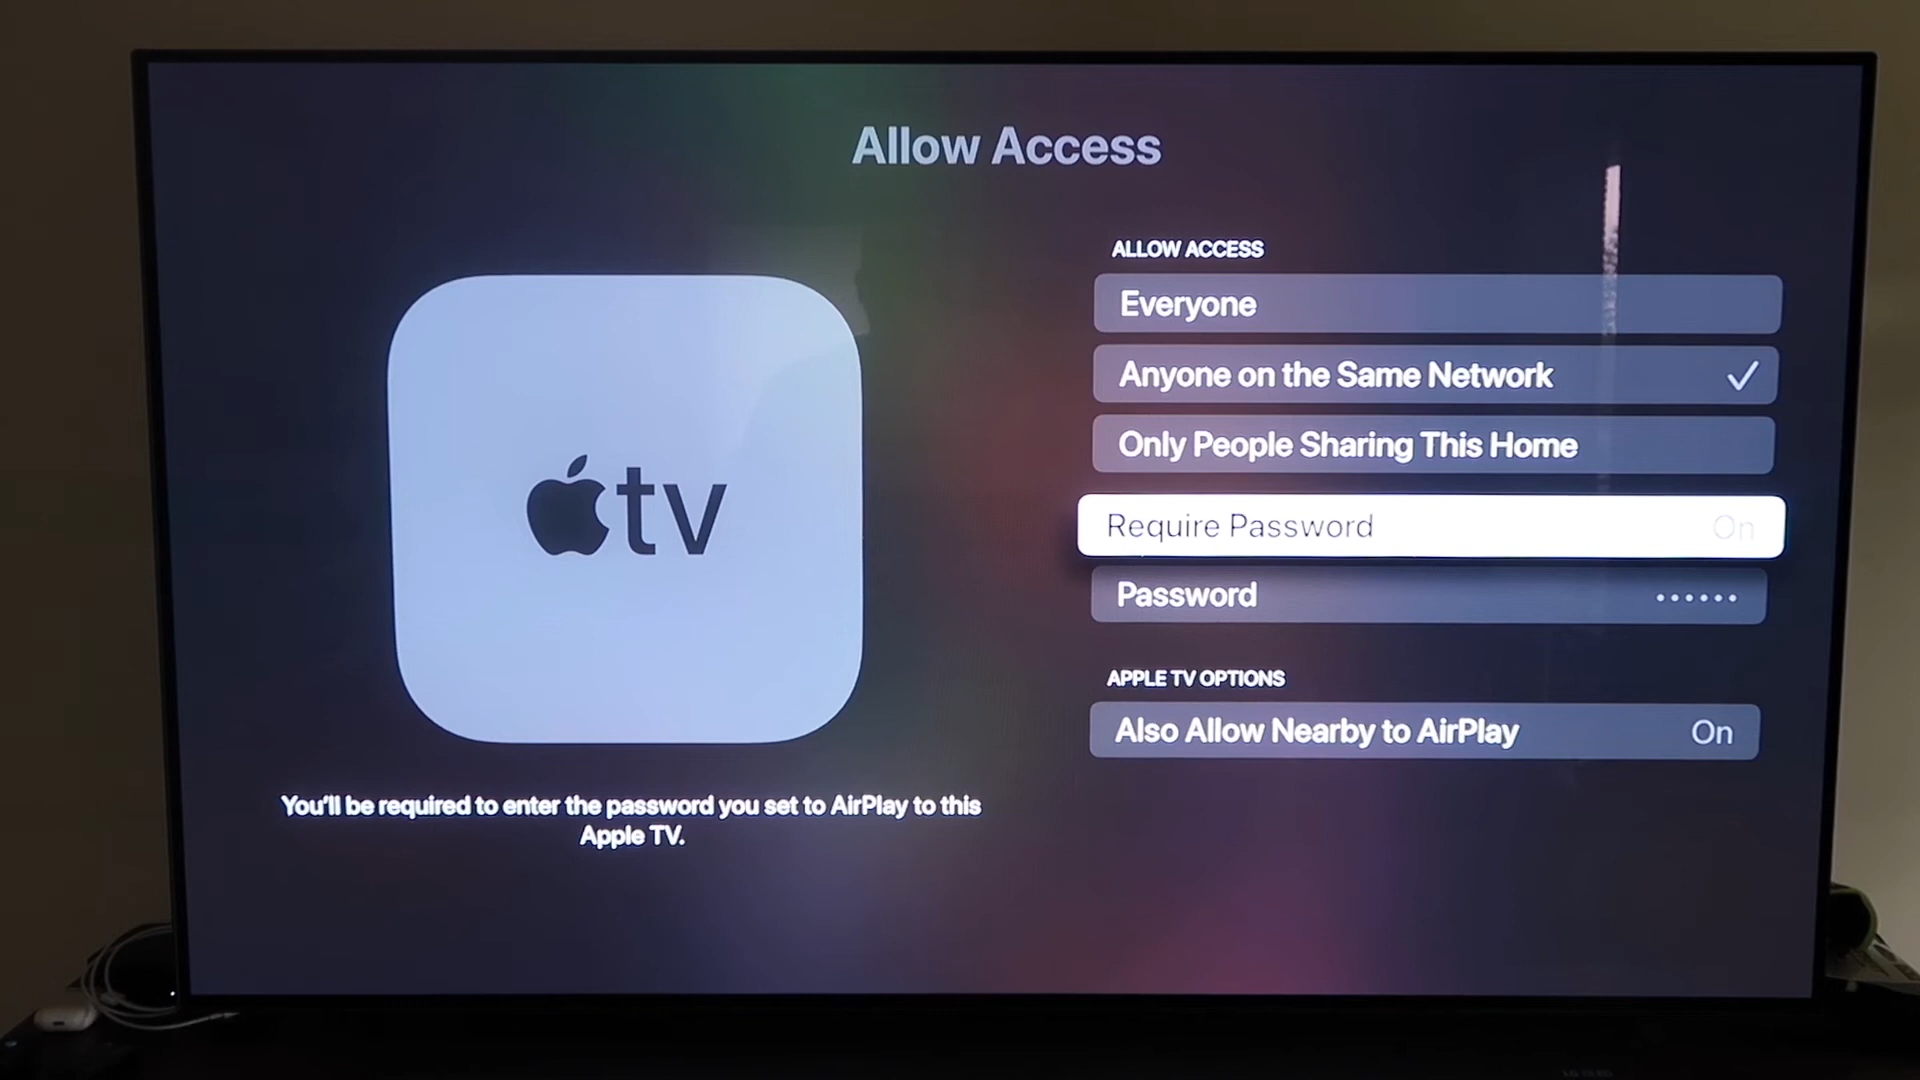 Allow Access
tv
You'll be required to enter the password you set to AirPlay to this
Apple TV.
ALLOW ACCESS
Everyone
Anyone on the Same Network
Only People Sharing This Home
Require Password On
Password ••••••
APPLE TV OPTIONS
Also Allow Nearby to AirPlay On